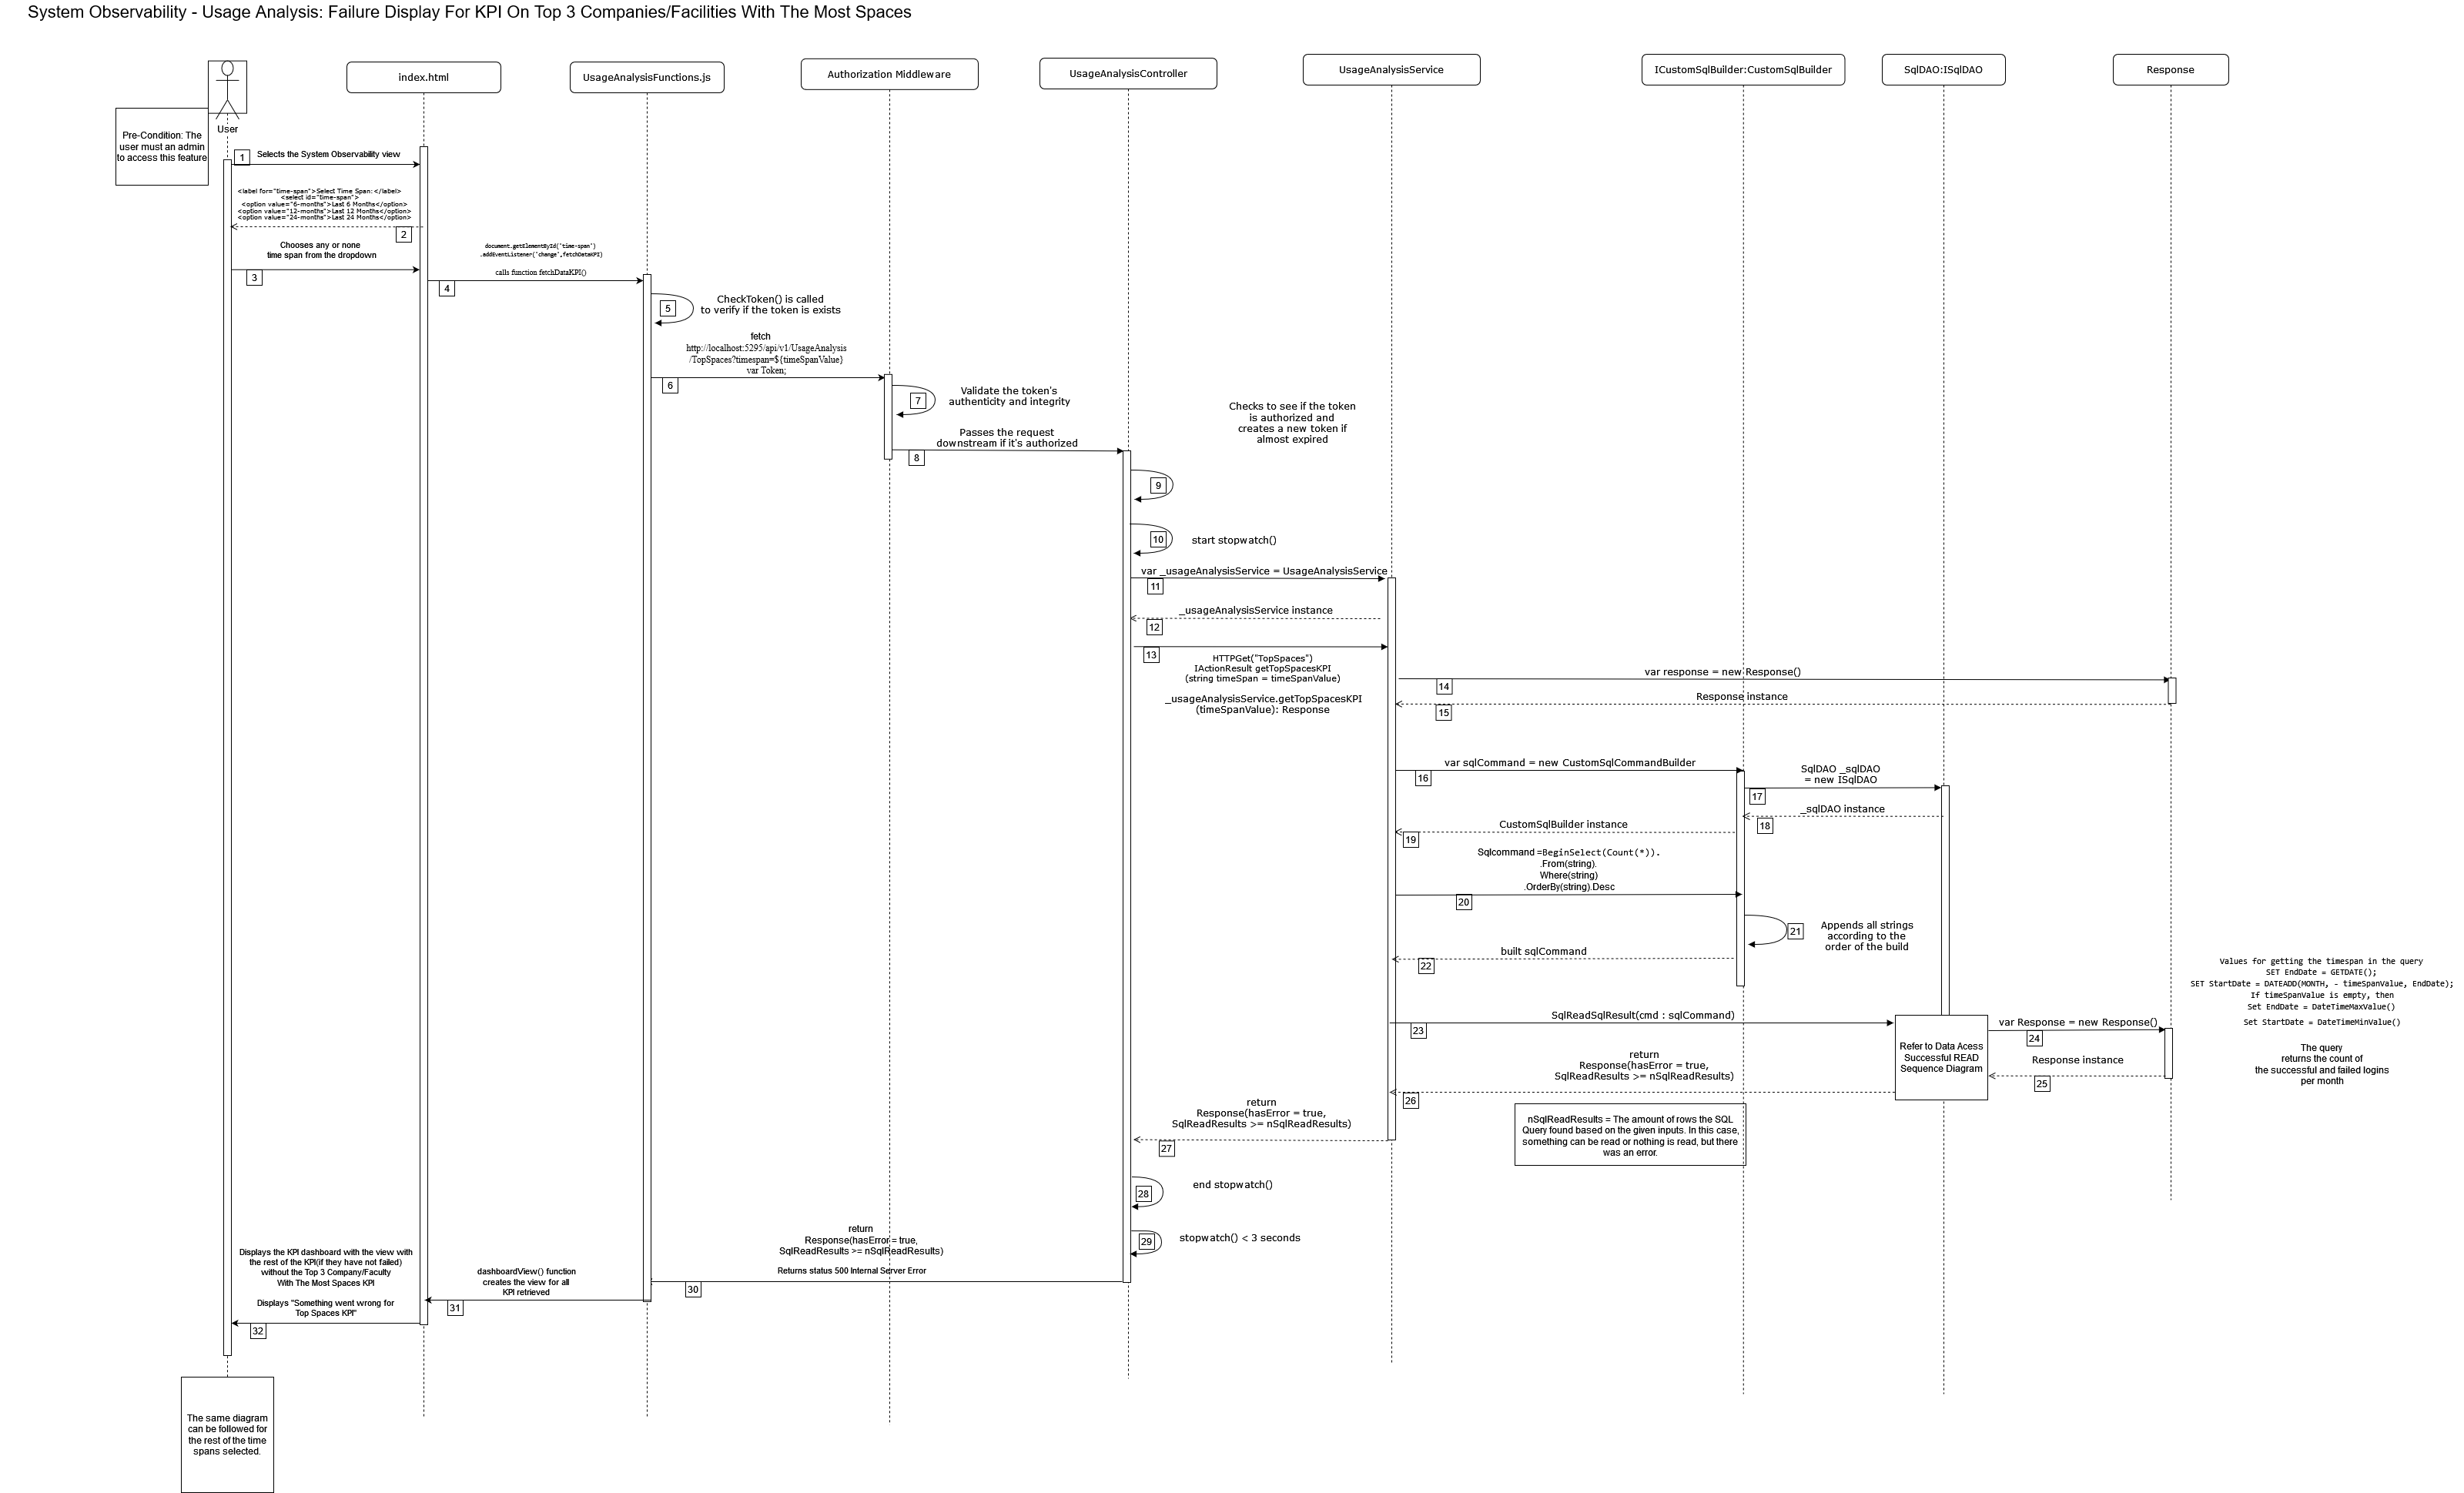 System Observability - Usage Analysis: Failure Display For KPI On Top 3 Companies/Facilities With The Most Spaces
index.html
UsageAnalysisFunctions.js
Authorization Middleware
UsageAnalysisController
UsageAnalysisService
ICustomSqlBuilder:CustomSqlBuilder
SqlDAO:ISqlDAO
Response
User
Pre-Condition: The
user must an admin
to access this feature
1
Selects the System Observability view
<label for="time-span">Select Time Span: </label>
<select id="time-span">
<option value="6-months">Last 6 Months</option>
<option value="12-months">Last 12 Months</option>
<option value="24-months">Last 24 Months</option>
2
Chooses any or none
time span from the dropdown
3
document.getElementById('time-span')
.addEventListener('change',fetchDataKPI)
calls function fetchDataKPI()
4
5
CheckToken() is called
to verify if the token is exists
fetch
http://localhost:5295/api/v1/UsageAnalysis
/TopSpaces?timespan=${timeSpanValue}
var Token;
6
7
Validate the token's
authenticity and integrity
Passes the request
downstream if it's authorized
8
Checks to see if the token
is authorized and
creates a new token if
almost expired
9
10
start stopwatch()
var _usageAnalysisService = UsageAnalysisService
11
_usageAnalysisService instance
12
13
HTTPGet("TopSpaces")
IActionResult getTopSpacesKPI
(string timeSpan = timeSpanValue)
_usageAnalysisService.getTopSpacesKPI
(timeSpanValue): Response
var response = new Response()
14
Response instance
15
var sqlCommand = new CustomSqlCommandBuilder
16
SqlDAO _sqlDAO
= new ISqlDAO
17
_sqlDAO instance
18
CustomSqlBuilder instance
19
Sqlcommand =BeginSelect(Count(*)).
.From(string).
Where(string)
.OrderBy(string).Desc
20
21
Appends all strings
according to the
order of the build
built sqlCommand
22
Values for getting the timespan in the query
SET EndDate = GETDATE();
SET StartDate = DATEADD(MONTH, - timeSpanValue, EndDate);
If timeSpanValue is empty, then
Set EndDate = DateTimeMaxValue()
Set StartDate = DateTimeMinValue()
The query
returns the count of
the successful and failed logins
per month
SqlReadSqlResult(cmd : sqlCommand)
23
Refer to Data Acess
Successful READ
Sequence Diagram
var Response = new Response()
24
Response instance
25
return
Response(hasError = true,
SqlReadResults >= nSqlReadResults)
26
nSqlReadResults = The amount of rows the SQL
Query found based on the given inputs. In this case,
something can be read or nothing is read, but there
was an error.
return
Response(hasError = true,
SqlReadResults >= nSqlReadResults)
27
28
end stopwatch()
29
stopwatch() < 3 seconds
return
Response(hasError = true,
SqlReadResults >= nSqlReadResults)
Returns status 500 Internal Server Error
30
dashboardView() function
creates the view for all
KPI retrieved
31
Displays the KPI dashboard with the view with
the rest of the KPI(if they have not failed)
without the Top 3 Company/Faculty
With The Most Spaces KPI
Displays "Something went wrong for
Top Spaces KPI"
32
The same diagram
can be followed for
the rest of the time
spans selected.